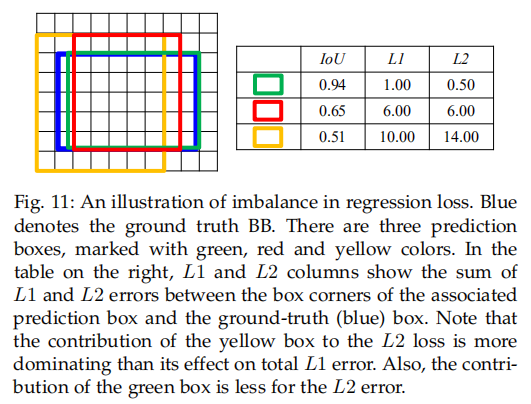 IoU L1 L2
0.94 1.00 0.50
0.65 6.00 6.00
0.51 10.00 14.00
Fig. 11: An illustration of imbalance in regression loss. Blue
denotes the ground truth BB. There are three prediction
boxes, marked with green, red and yellow colors. In the
table on the right, L1 and L2 columns show the sum of
L1 and L2 errors between the box corners of the associated
prediction box and the ground-truth (blue) box. Note that
the contribution of the yellow box to the L2 loss is more
dominating than its effect on total L1 error. Also, the contri-
bution of the green box is less for the L2 error.